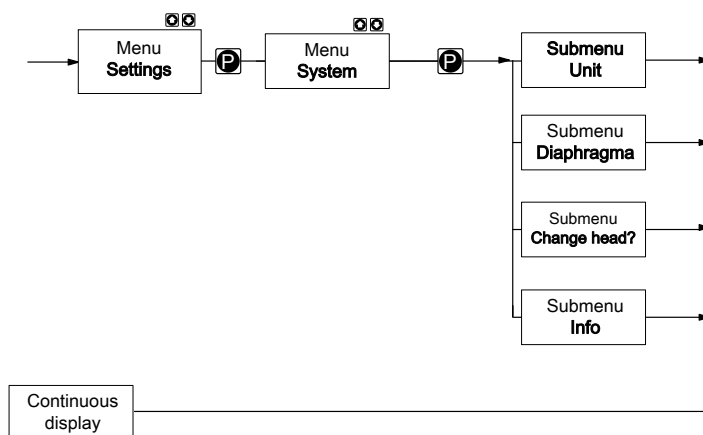 Menu
Settings
P
Menu
System
P
Submenu
Unit
Submenu
Diaphragma
Submenu
Change head?
Submenu
Info
Continuous
display